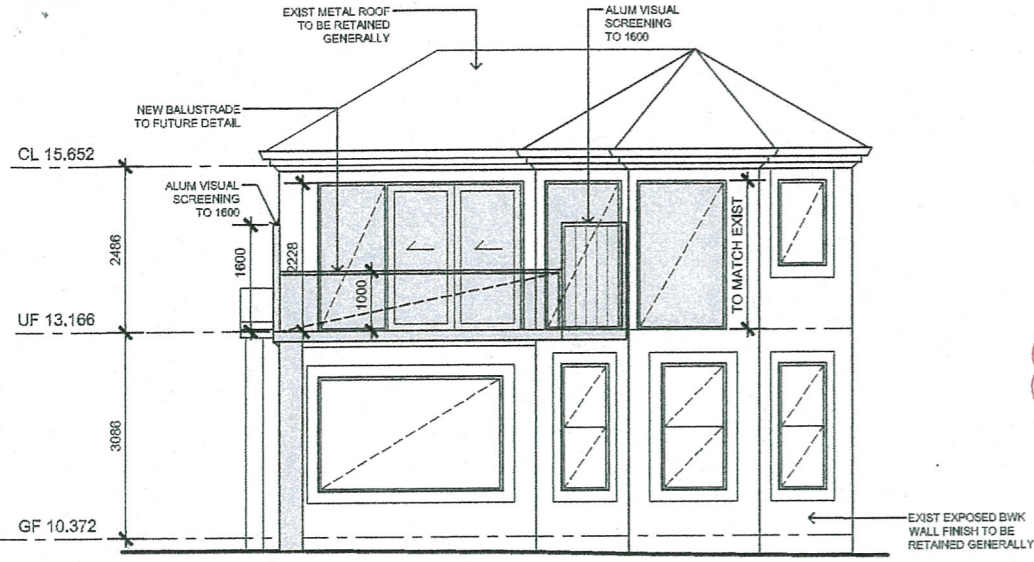 EXIST METAL ROOF
TO BE RETAINED
GENERALLY
ALUM VISUAL
SCREENING
TO 1600
NEW BALUSTRADE
TO FUTURE DETAIL
CL 15.652
ALUM VISUAL
SCREENING
TO 1600
2486
1600
2228
1000
TO MATCH EXIST
UF 13.166
3086
GF 10.372
EXIST EXPOSED BWK
WALL FINISH TO BE
RETAINED GENERALLY